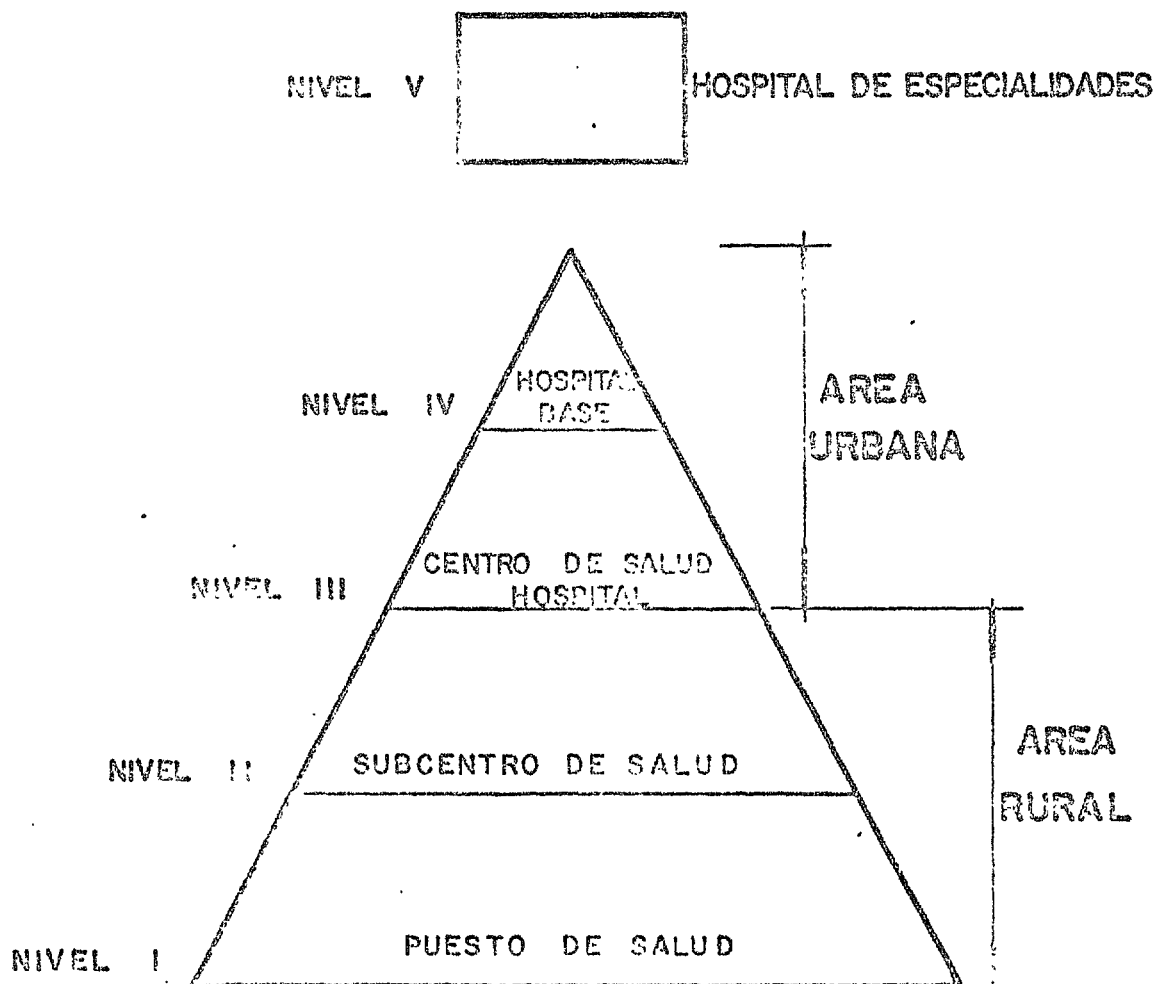 NIVEL V
HOSPITAL DE ESPECIALIDADES
NIVEL IV
HOSPITAL
BASE
AREA
URBANA
NIVEL III
CENTRO DE SALUD
HOSPITAL
NIVEL II
SUBCENTRO DE SALUD
AREA
RURAL
NIVEL I
PUESTO DE SALUD